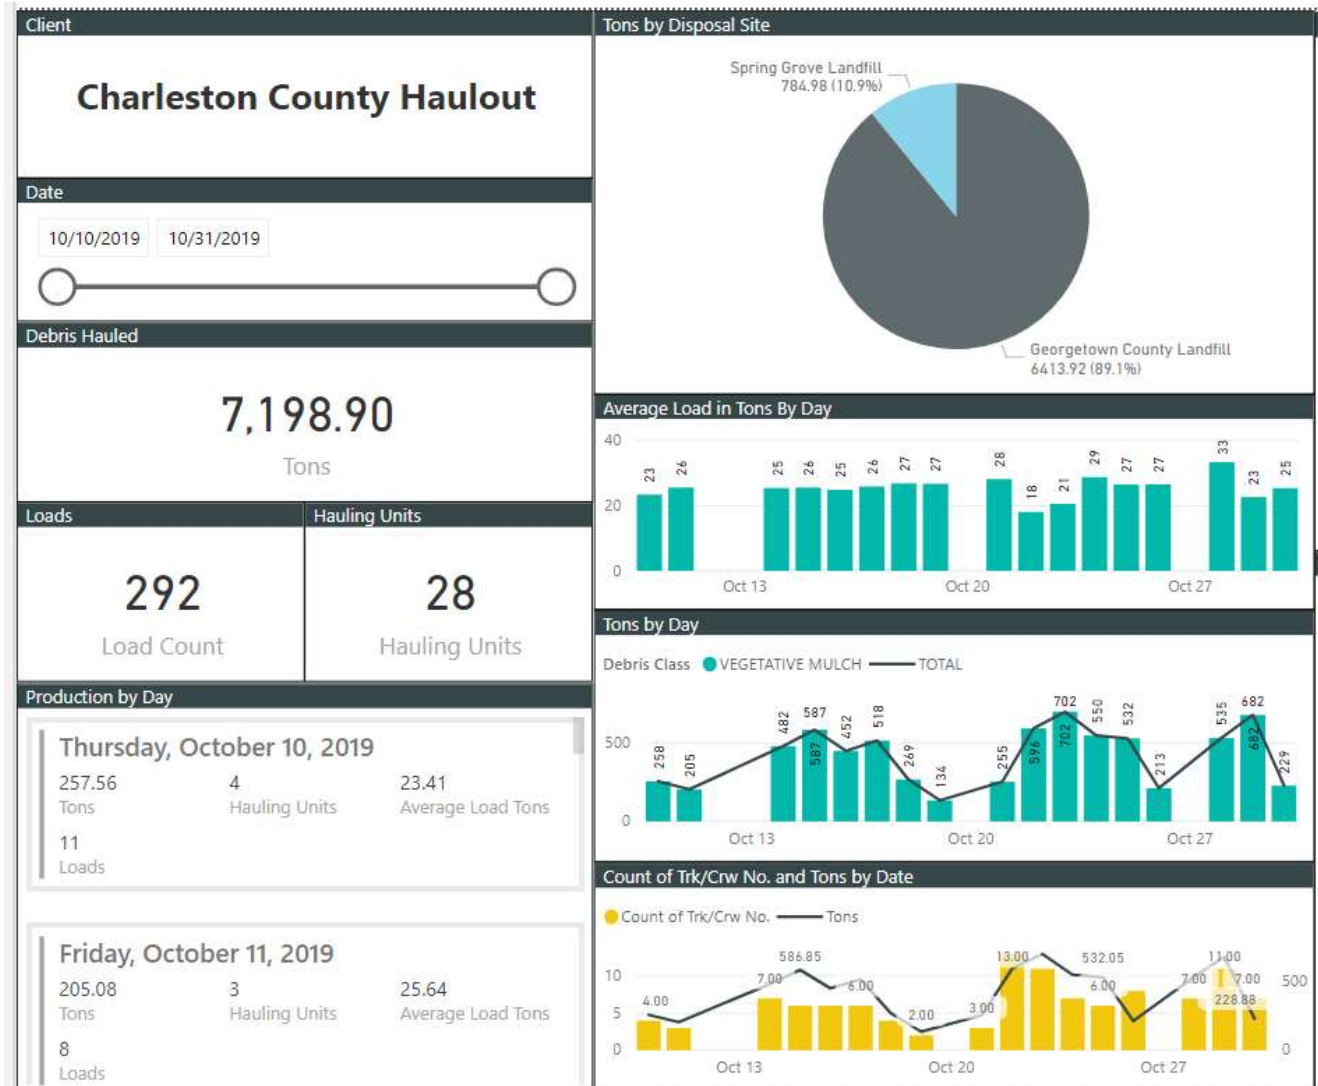 Client
Charleston County Haulout
Date
10/10/2019 10/31/2019
Debris Hauled
7,198.90
Tons
Loads
292
Load Count
Hauling Units
28
Hauling Units
Production by Day
Thursday, October 10, 2019
257.56 4 23.41
Tons Hauling Units Average Load Tons
11
Loads
Friday, October 11, 2019
205.08 3 25.64
Tons Hauling Units Average Load Tons
8
Loads
Tons by Disposal Site
Spring Grove Landfill
784.98 (10.9%)
Georgetown County Landfill
6413.92 (89.1%)
Average Load in Tons By Day
40
20
0
23 26 25 26 25 26 27 27 28 18 21 29 27 27 33 23 25
Oct 13 Oct 20 Oct 27
Tons by Day
Debris Class VEGETATIVE MULCH TOTAL
500
0
258 205 482 587 452 518 269 134 255 596 702 550 532 213 535 682 229
587 702 682
Oct 13 Oct 20 Oct 27
Count of Trk/Crw No. and Tons by Date
Count of Trk/Crw No. Tons
10
5
0
4.00 7.00 586.85 6.00 2.00 3.00 13.00 532.05 6.00 7.00 11.00 7.00 228.88
500
0
Oct 13 Oct 20 Oct 27